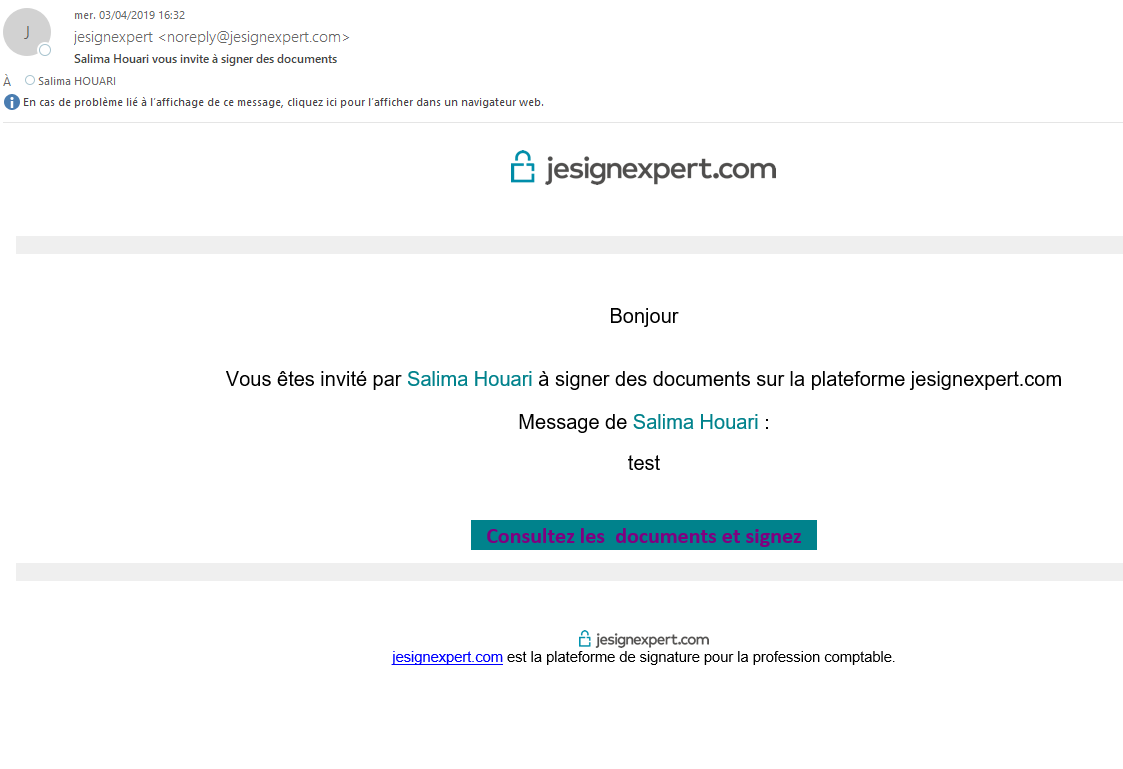 J
mer. 03/04/2019 16:32
jesignexpert <noreply@jesignexpert.com>
Salima Houari vous invite à signer des documents
À Salima HOUARI
i En cas de problème lié à l'affichage de ce message, cliquez ici pour l'afficher dans un navigateur web.
jesignexpert.com
Bonjour
Vous êtes invité par Salima Houari à signer des documents sur la plateforme jesignexpert.com
Message de Salima Houari :
test
Consultez les  documents et signez
jesignexpert.com
jesignexpert.com est la plateforme de signature pour la profession comptable.